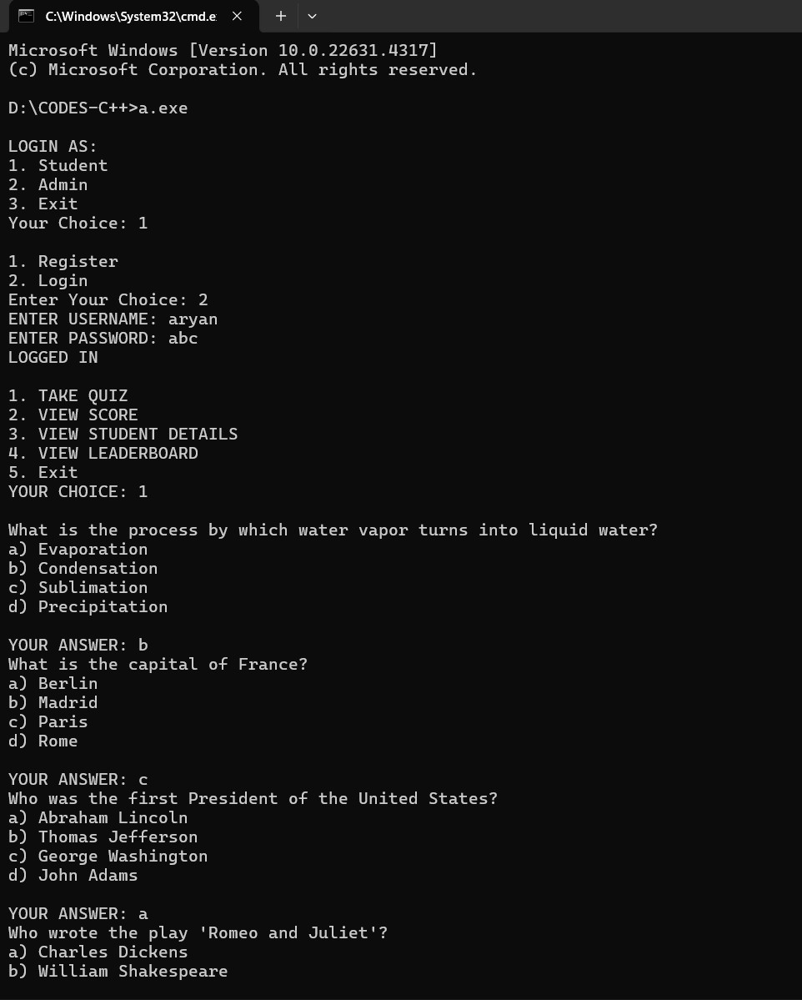 C:\Windows\System32\cmd.e
Microsoft Windows [Version 10.0.22631.4317]
(c) Microsoft Corporation. All rights reserved.
D:\CODES-C++>a.exe
LOGIN AS:
1. Student
2. Admin
3. Exit
Your Choice: 1
1. Register
2. Login
Enter Your Choice: 2
ENTER USERNAME: aryan
ENTER PASSWORD: abc
LOGGED IN
1. TAKE QUIZ
2. VIEW SCORE
3. VIEW STUDENT DETAILS
4. VIEW LEADERBOARD
5. Exit
YOUR CHOICE: 1
What is the process by which water vapor turns into liquid water?
a) Evaporation
b) Condensation
c) Sublimation
d) Precipitation
YOUR ANSWER: b
What is the capital of France?
a) Berlin
b) Madrid
c) Paris
d) Rome
YOUR ANSWER: c
Who was the first President of the United States?
a) Abraham Lincoln
b) Thomas Jefferson
c) George Washington
d) John Adams
YOUR ANSWER: a
Who wrote the play 'Romeo and Juliet'?
a) Charles Dickens
b) William Shakespeare